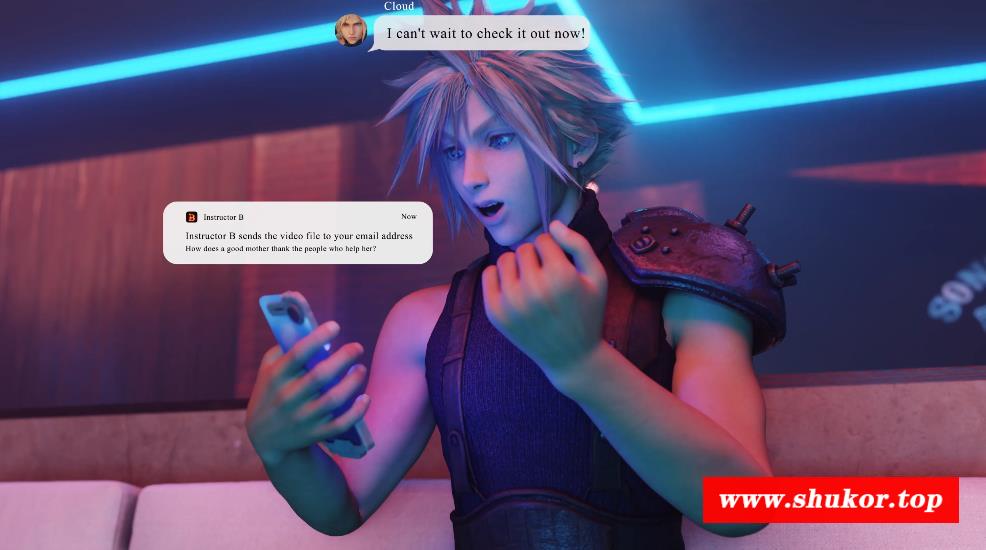 Cloud
I can't wait to check it out now!
B Instructor B Now
Instructor B sends the video file to your email address
How does a good mother thank the people who help her?
www.shukor.top